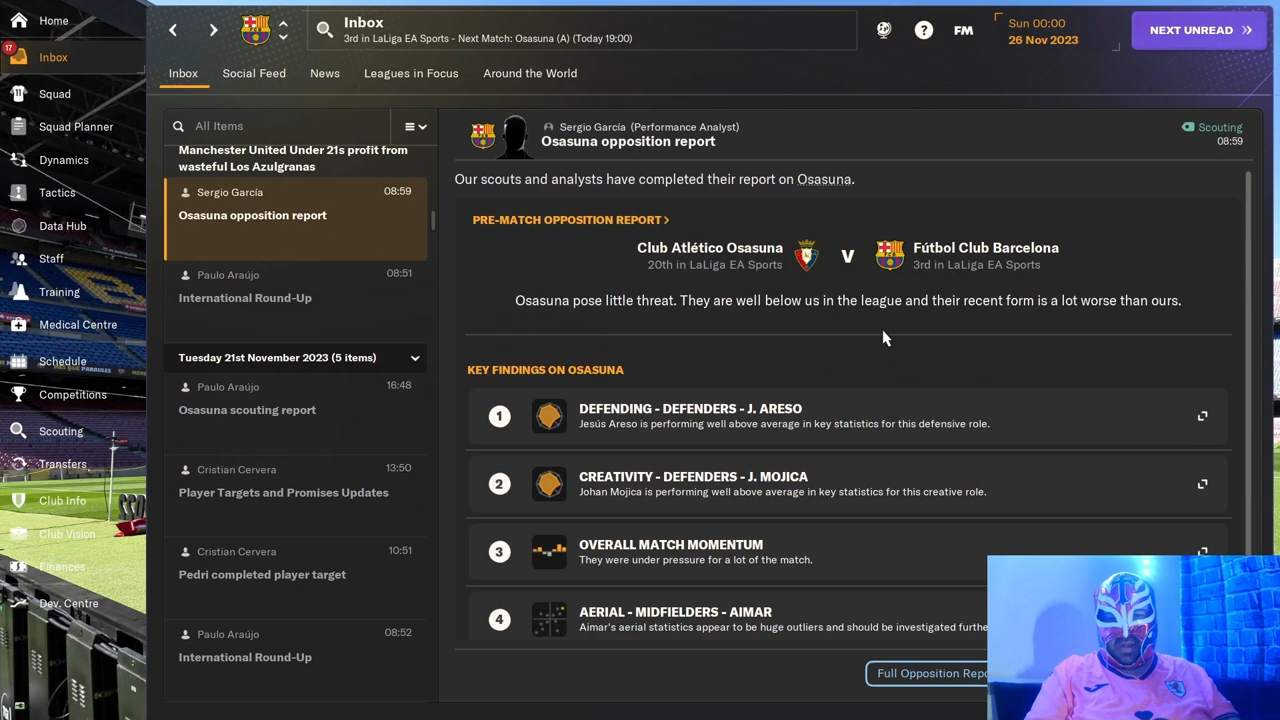 Home
17
Inbox
Squad
Squad Planner
Dynamics
Tactics
Data Hub
Staff
Training
Medical Centre
Schedule
Competitions
Scouting
Transfers
Club Info
Club Vision
Finances
Dev. Centre
Inbox
3rd in LaLiga EA Sports - Next Match: Osasuna (A) (Today 19:00)
?
FM
Sun 00:00
26 Nov 2023
NEXT UNREAD
Inbox
Social Feed
News
Leagues in Focus
Around the World
All Items
Manchester United Under 21s profit from
wasteful Los Azulgranas
Sergio García 08:59
Osasuna opposition report
Paulo Araújo 08:51
International Round-Up
Tuesday 21st November 2023 (5 items)
Paulo Araújo 16:48
Osasuna scouting report
Cristian Cervera 13:50
Player Targets and Promises Updates
Cristian Cervera 10:51
Pedri completed player target
Paulo Araújo 08:52
International Round-Up
Sergio García (Performance Analyst)
Osasuna opposition report
Scouting
08:59
Our scouts and analysts have completed their report on Osasuna.
PRE-MATCH OPPOSITION REPORT >
Club Atlético Osasuna
20th in LaLiga EA Sports
V
Fútbol Club Barcelona
3rd in LaLiga EA Sports
Osasuna pose little threat. They are well below us in the league and their recent form is a lot worse than ours.
KEY FINDINGS ON OSASUNA
1
DEFENDING - DEFENDERS - J. ARESO
Jesús Areso is performing well above average in key statistics for this defensive role.
2
CREATIVITY - DEFENDERS - J. MOJICA
Johan Mojica is performing well above average in key statistics for this creative role.
3
OVERALL MATCH MOMENTUM
They were under pressure for a lot of the match.
4
AERIAL - MIDFIELDERS - AIMAR
Aimar's aerial statistics appear to be huge outliers and should be investigated furthe
Full Opposition Repo